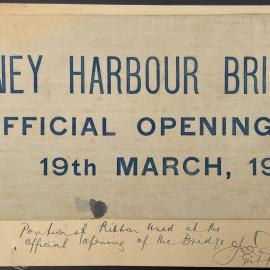 NEY HARBOUR BRI
OFFICIAL OPENING
19th MARCH, 19
Portion of Ribbon used at the
official opening of the Bridge